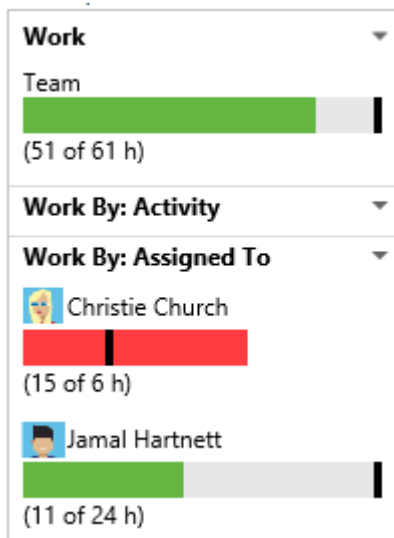 Work
Team
(51 of 61 h)
Work By: Activity
Work By: Assigned To
Christie Church
(15 of 6 h)
Jamal Hartnett
(11 of 24 h)